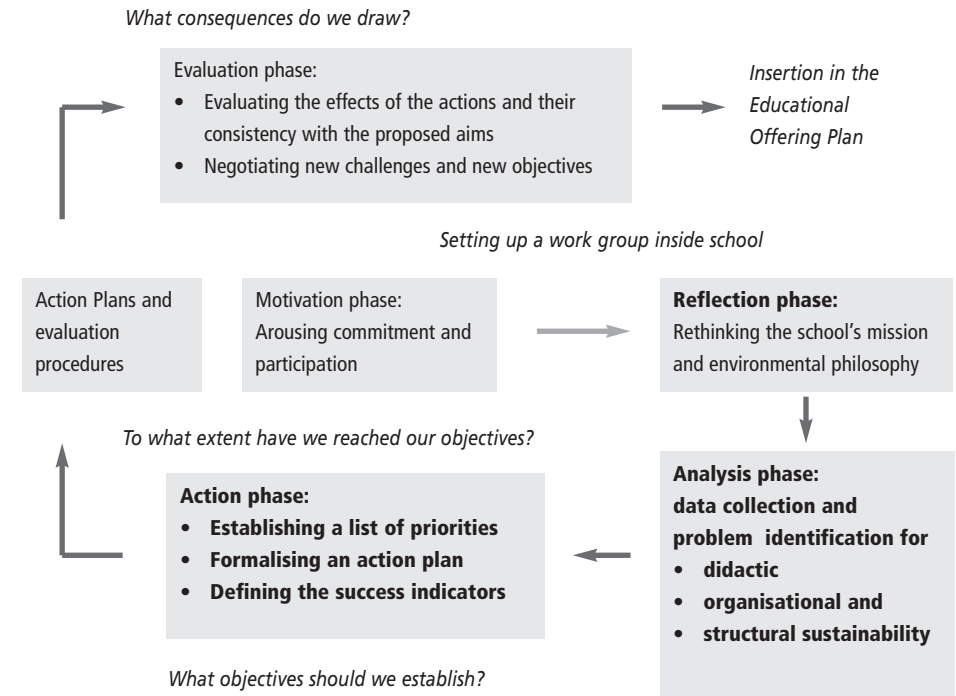 What consequences do we draw?
Evaluation phase:
• Evaluating the effects of the actions and their
consistency with the proposed aims
• Negotiating new challenges and new objectives
Insertion in the
Educational
Offering Plan
Setting up a work group inside school
Action Plans and
evaluation
procedures
Motivation phase:
Arousing commitment and
participation
Reflection phase:
Rethinking the school's mission
and environmental philosophy
To what extent have we reached our objectives?
Action phase:
• Establishing a list of priorities
• Formalising an action plan
• Defining the success indicators
Analysis phase:
data collection and
problem identification for
• didactic
• organisational and
• structural sustainability
What objectives should we establish?